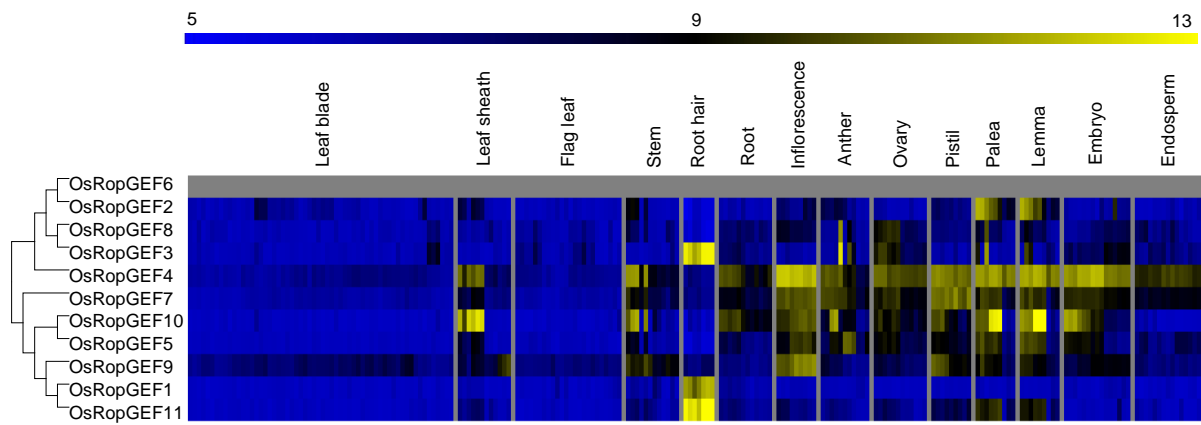 5 9 13
Leaf blade
Leaf sheath
Flag leaf
Stem
Root hair
Root
Inflorescence
Anther
Ovary
Pistil
Palea
Lemma
Embryo
Endosperm
OsRopGEF6
OsRopGEF2
OsRopGEF8
OsRopGEF3
OsRopGEF4
OsRopGEF7
OsRopGEF10
OsRopGEF5
OsRopGEF9
OsRopGEF1
OsRopGEF11